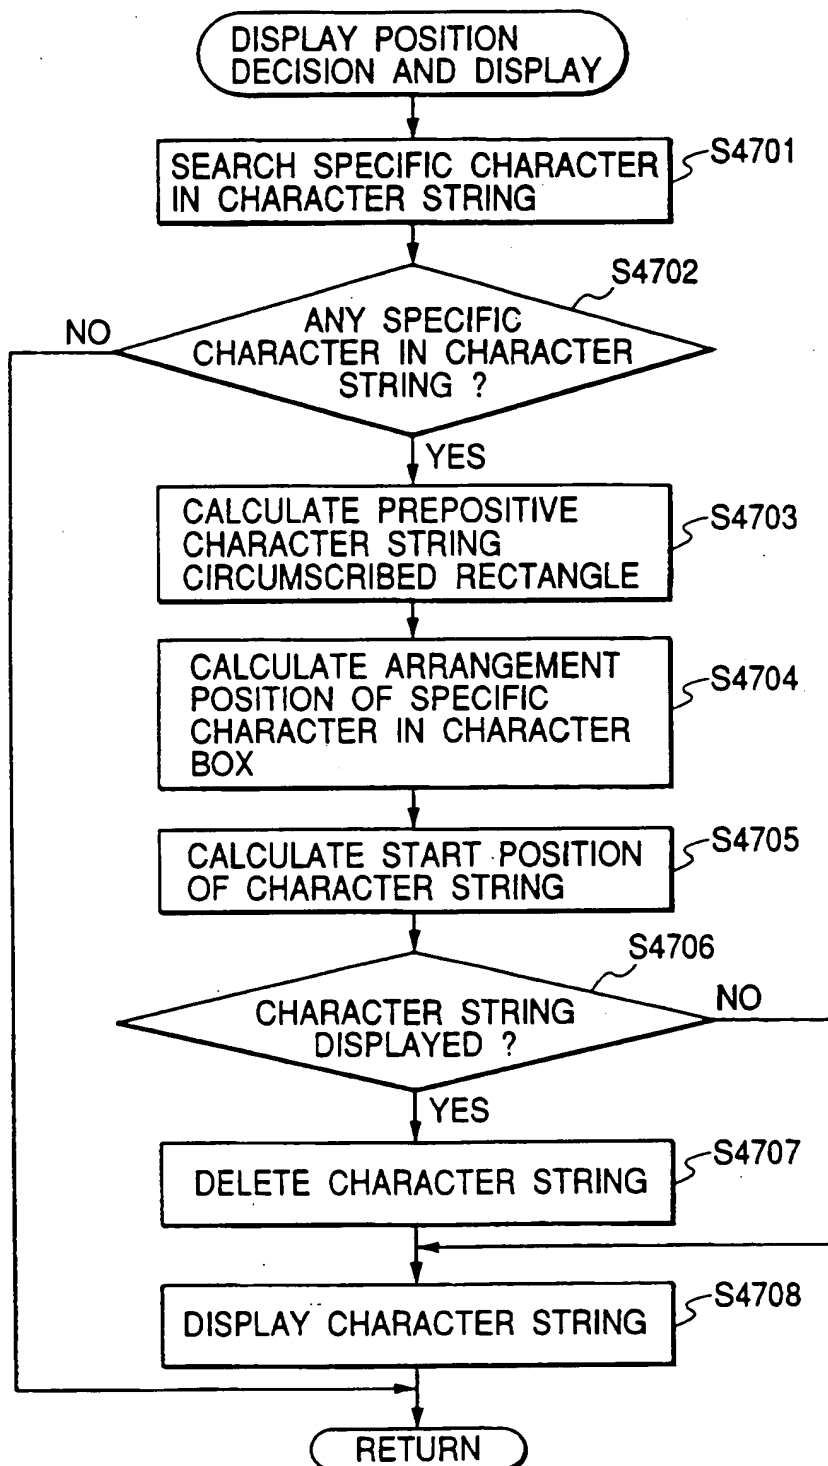 DISPLAY POSITION
DECISION AND DISPLAY
SEARCH SPECIFIC CHARACTER
IN CHARACTER STRING
S4701
S4702
ANY SPECIFIC
CHARACTER IN CHARACTER
STRING ?
NO
YES
CALCULATE PREPOSITIVE
CHARACTER STRING
CIRCUMSCRIBED RECTANGLE
S4703
CALCULATE ARRANGEMENT
POSITION OF SPECIFIC
CHARACTER IN CHARACTER
BOX
S4704
CALCULATE START POSITION
OF CHARACTER STRING
S4705
S4706
CHARACTER STRING
DISPLAYED ?
NO
YES
DELETE CHARACTER STRING
S4707
DISPLAY CHARACTER STRING
S4708
RETURN